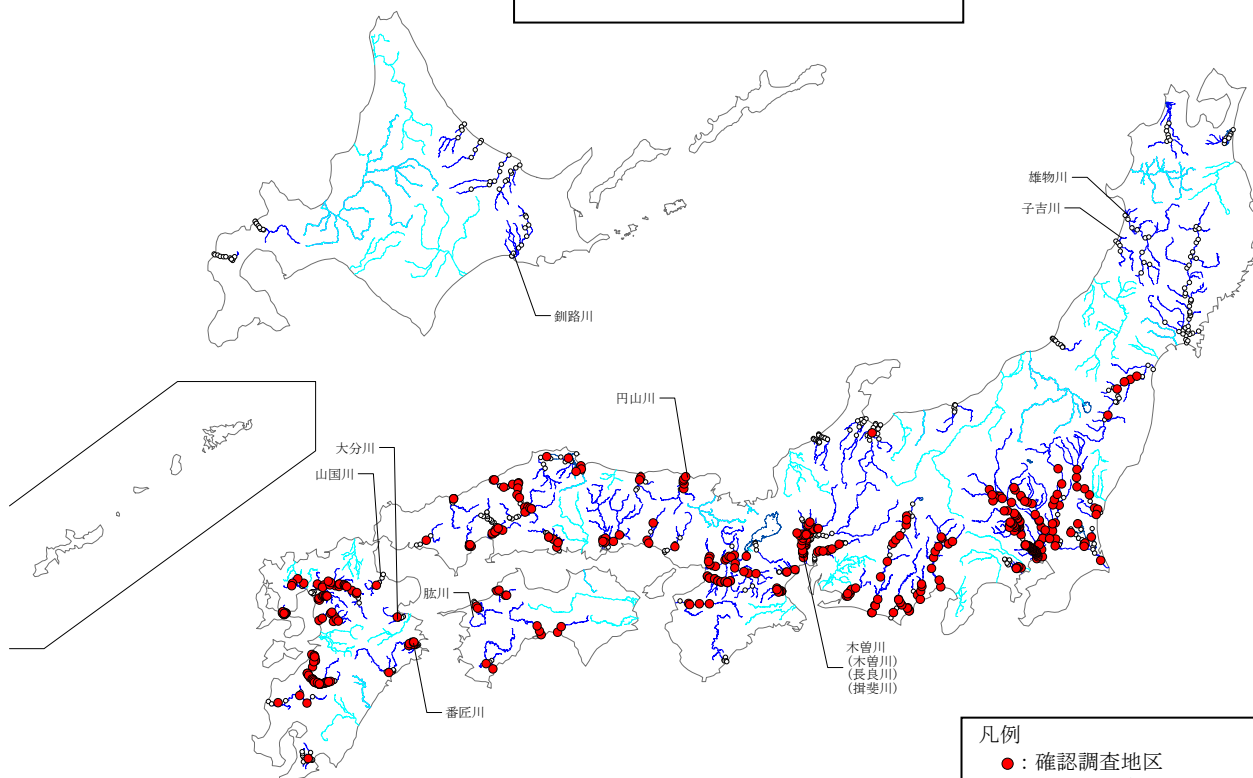 雄物川
子吉川
釧路川
円山川
大分川
山国川
肱川
木曽川
(木曽川)
(長良川)
(揖斐川)
番匠川
凡例
●：確認調査地区